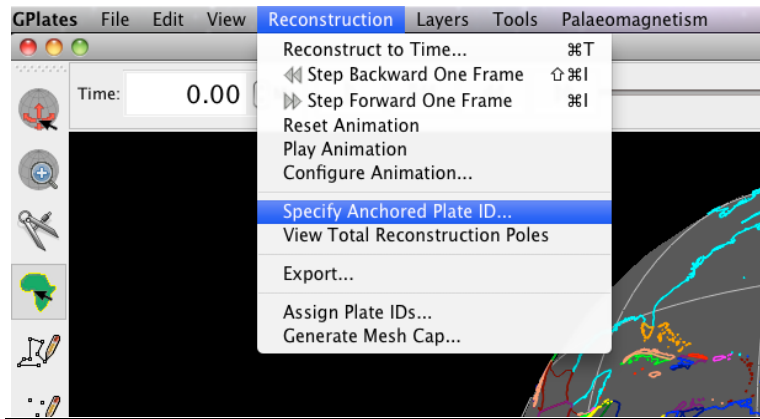 GPlates File Edit View Reconstruction Layers Tools Palaeomagnetism
Time: 0.00
Reconstruct to Time... ⌘T
Step Backward One Frame ⇧⌘I
Step Forward One Frame ⌘I
Reset Animation
Play Animation
Configure Animation...
Specify Anchored Plate ID...
View Total Reconstruction Poles
Export...
Assign Plate IDs...
Generate Mesh Cap...